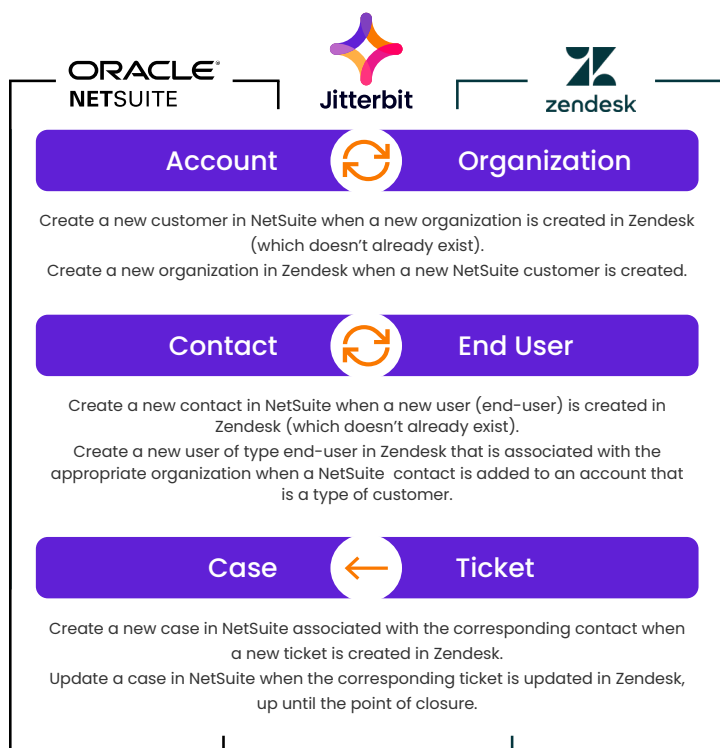 ORACLE®
NETSUITE
Jitterbit
zendesk
Account
Organization
Create a new customer in NetSuite when a new organization is created in Zendesk
(which doesn’t already exist).
Create a new organization in Zendesk when a new NetSuite customer is created.
Contact
End User
Create a new contact in NetSuite when a new user (end-user) is created in
Zendesk (which doesn’t already exist).
Create a new user of type end-user in Zendesk that is associated with the
appropriate organization when a NetSuite  contact is added to an account that
is a type of customer.
Case
Ticket
Create a new case in NetSuite associated with the corresponding contact when
a new ticket is created in Zendesk.
Update a case in NetSuite when the corresponding ticket is updated in Zendesk,
up until the point of closure.